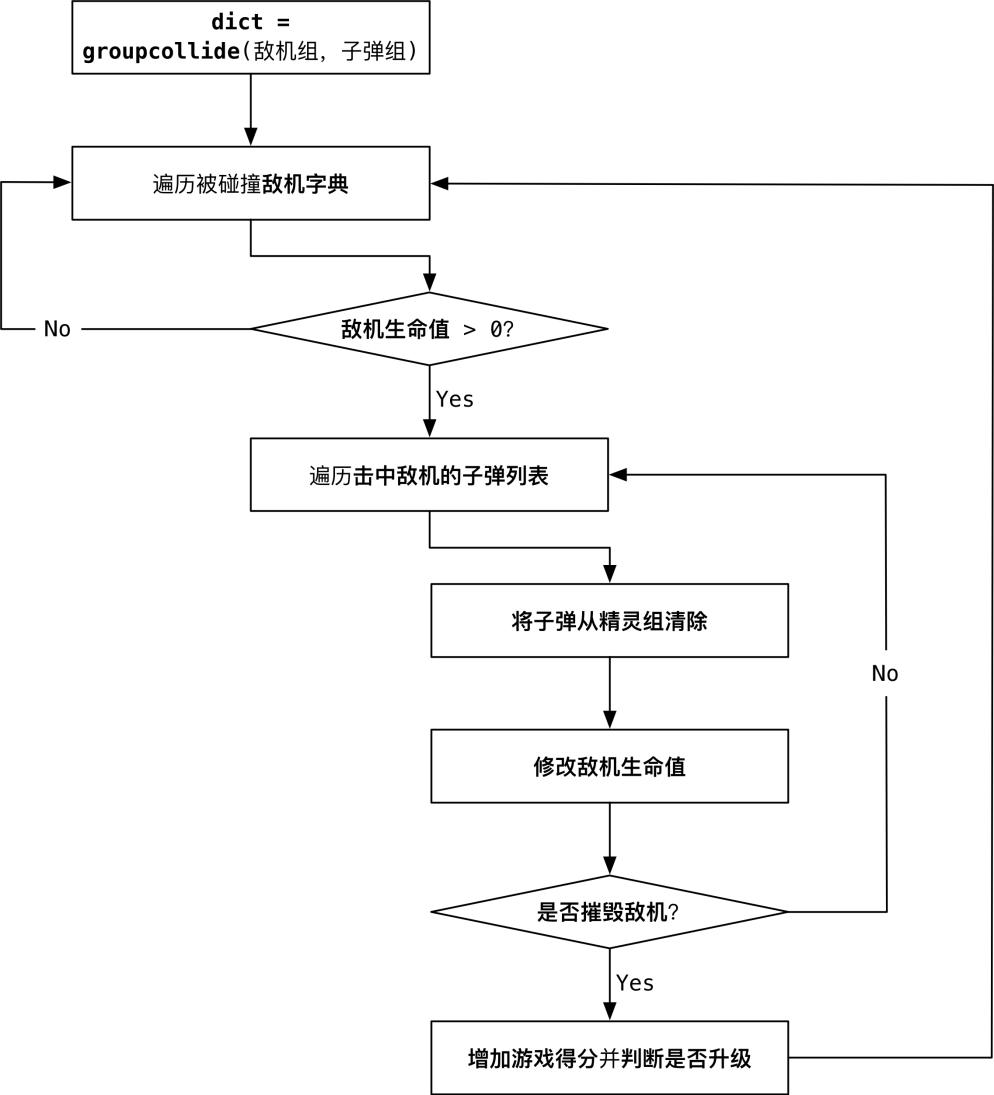 dict =
groupcollide(敌机组, 子弹组)
遍历被碰撞敌机字典
敌机生命值 > 0?
No
Yes
遍历击中敌机的子弹列表
将子弹从精灵组清除
No
修改敌机生命值
是否摧毁敌机?
Yes
增加游戏得分并判断是否升级